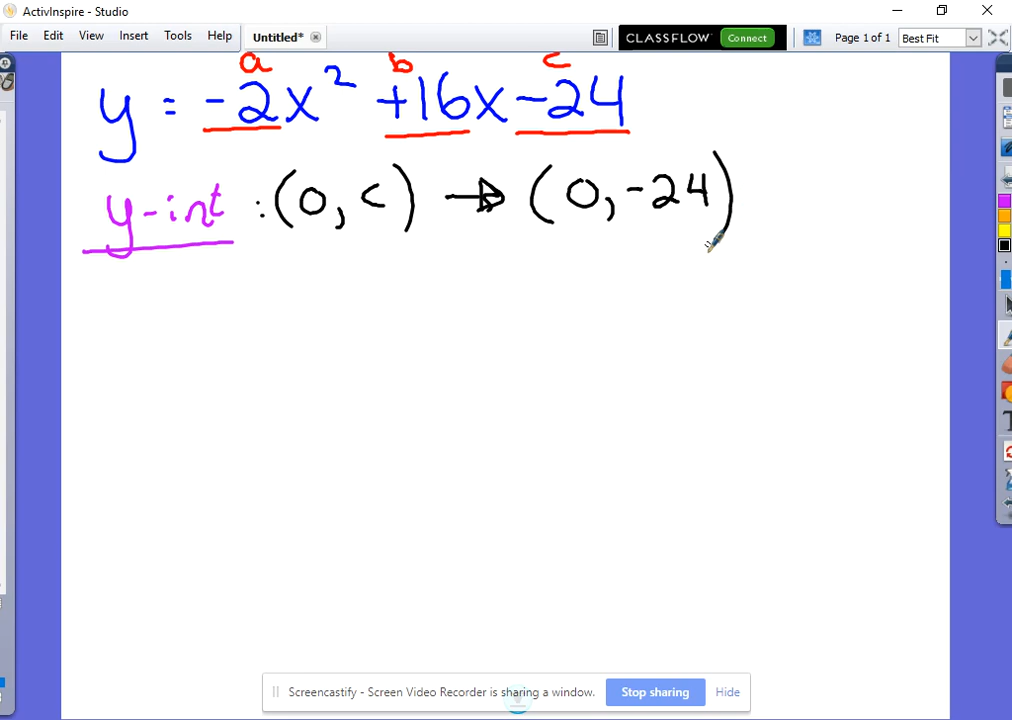 ActivInspire - Studio
File Edit View Insert Tools Help Untitled* CLASSFLOW Connect Page 1 of 1 Best Fit
a b c
y = -2x² +16x -24
y-int : (0, c) → (0, -24)
Screencastify - Screen Video Recorder is sharing a window. Stop sharing Hide